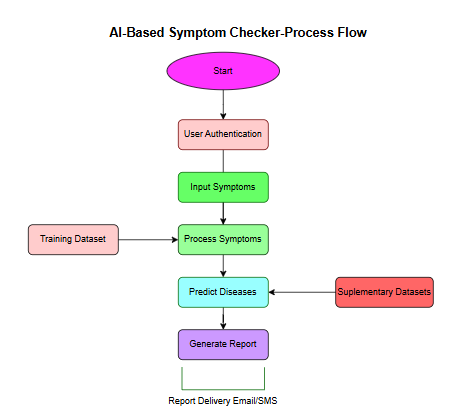 AI-Based Symptom Checker-Process Flow
Start
User Authentication
Input Symptoms
Training Dataset
Process Symptoms
Predict Diseases
Suplementary Datasets
Generate Report
Report Delivery Email/SMS